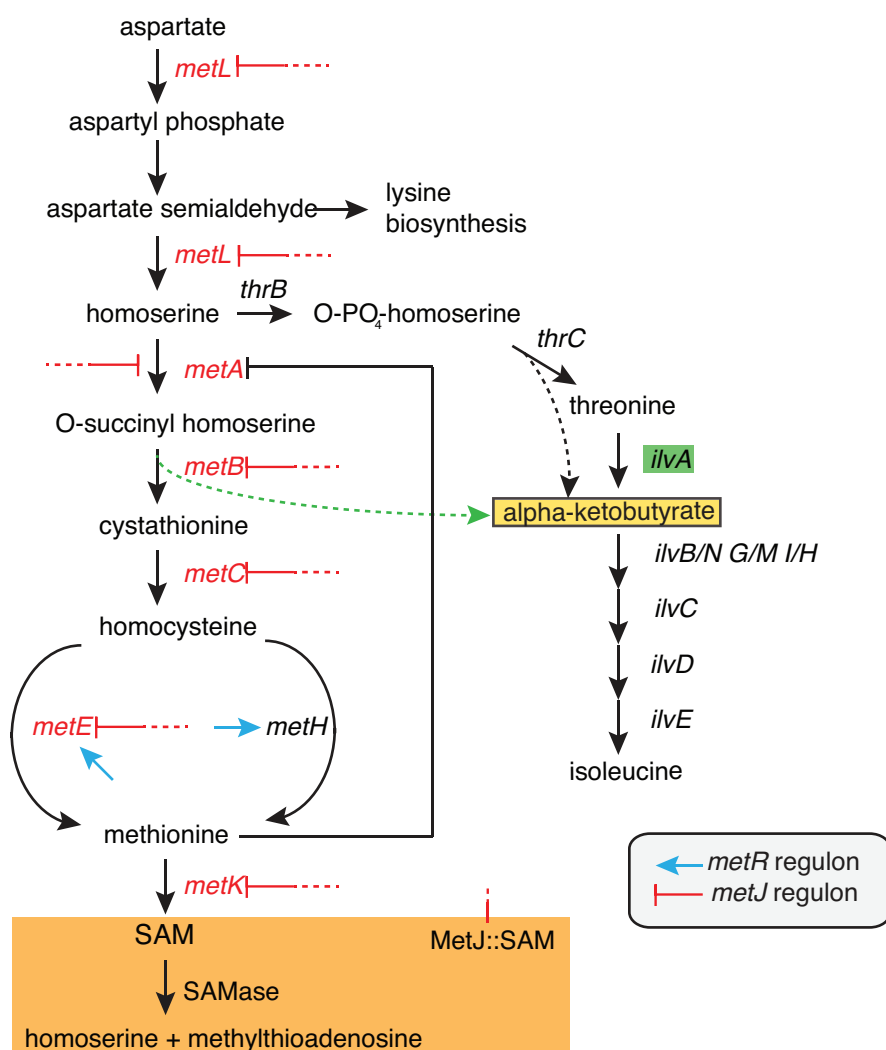 aspartate
metL
aspartyl phosphate
aspartate semialdehyde
lysine
biosynthesis
metL
thrB
homoserine
O-PO4-homoserine
thrC
metA
threonine
O-succinyl homoserine
ilvA
metB
alpha-ketobutyrate
cystathionine
ilvB/N G/M I/H
metC
ilvC
homocysteine
ilvD
metE
metH
ilvE
isoleucine
methionine
metR regulon
metK
metJ regulon
SAM
MetJ::SAM
SAMase
homoserine + methylthioadenosine